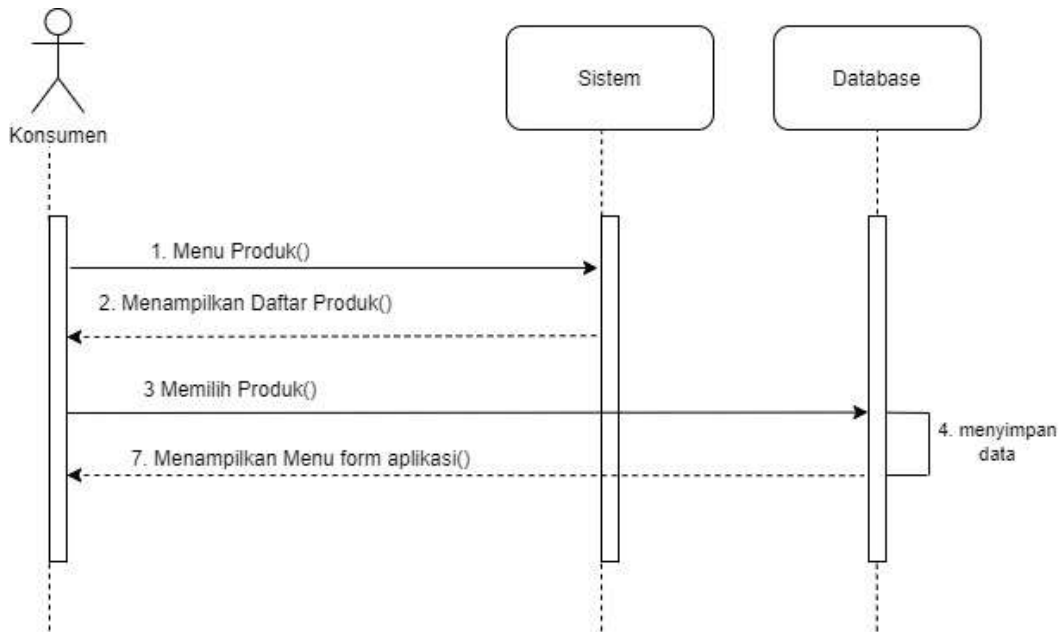 Konsumen
Sistem
Database
1. Menu Produk()
2. Menampilkan Daftar Produk()
3 Memilih Produk()
4. menyimpan
data
7. Menampilkan Menu form aplikasi()